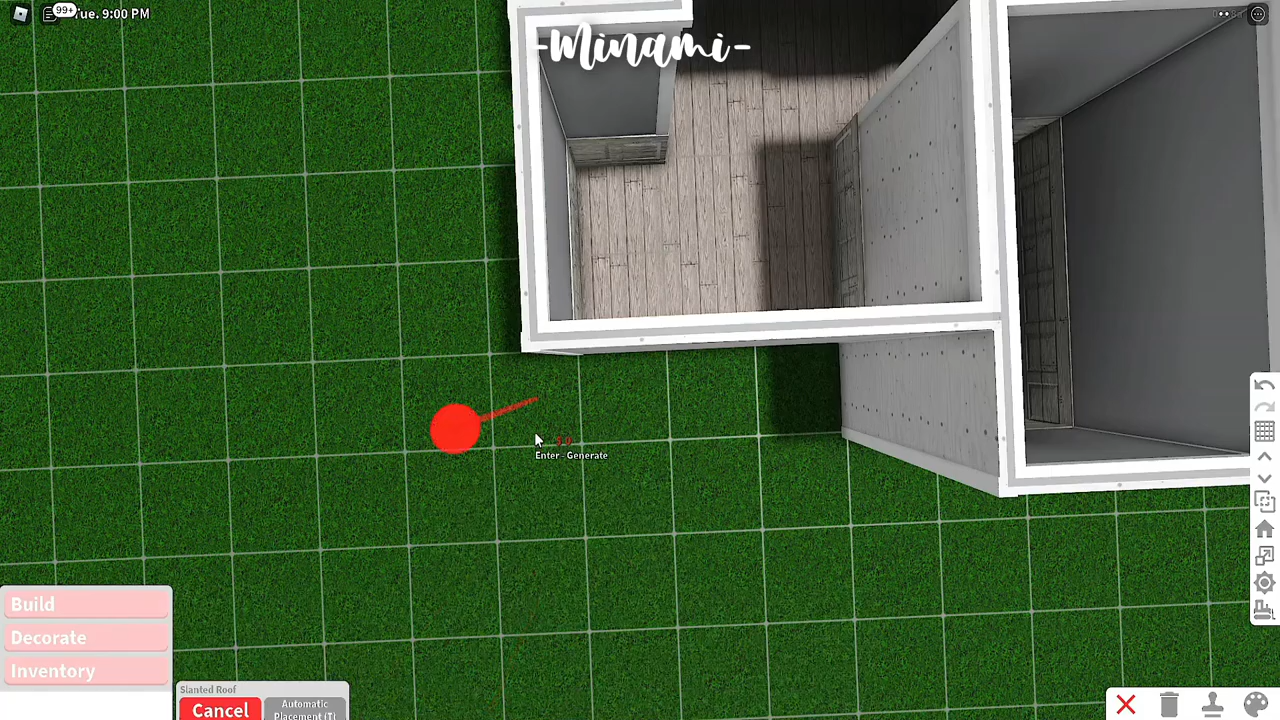 99+
Tue. 9:00 PM
-Minami-
Enter - Generate
Build
Decorate
Inventory
Slanted Roof
Cancel
Automatic
Placement (T)